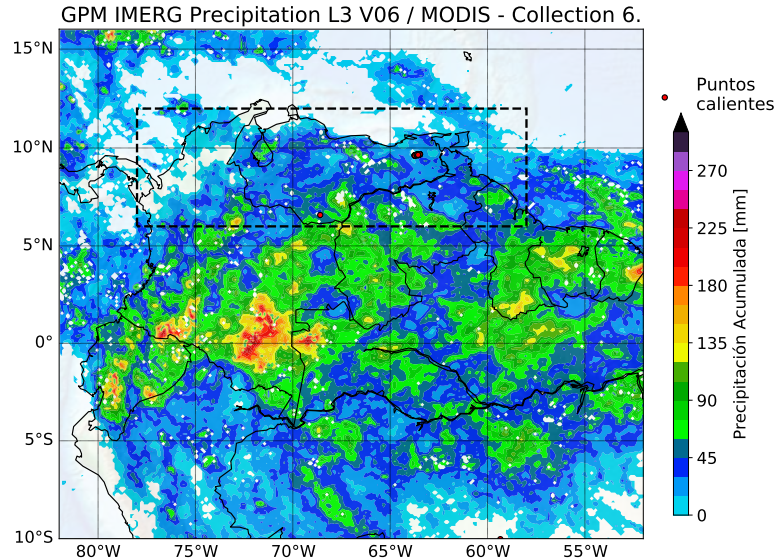 GPM IMERG Precipitation L3 V06 / MODIS - Collection 6.
15°N
10°N
5°N
0°
5°S
10°S
80°W
75°W
70°W
65°W
60°W
55°W
Puntos
calientes
270
225
180
135
90
45
0
Precipitación Acumulada [mm]